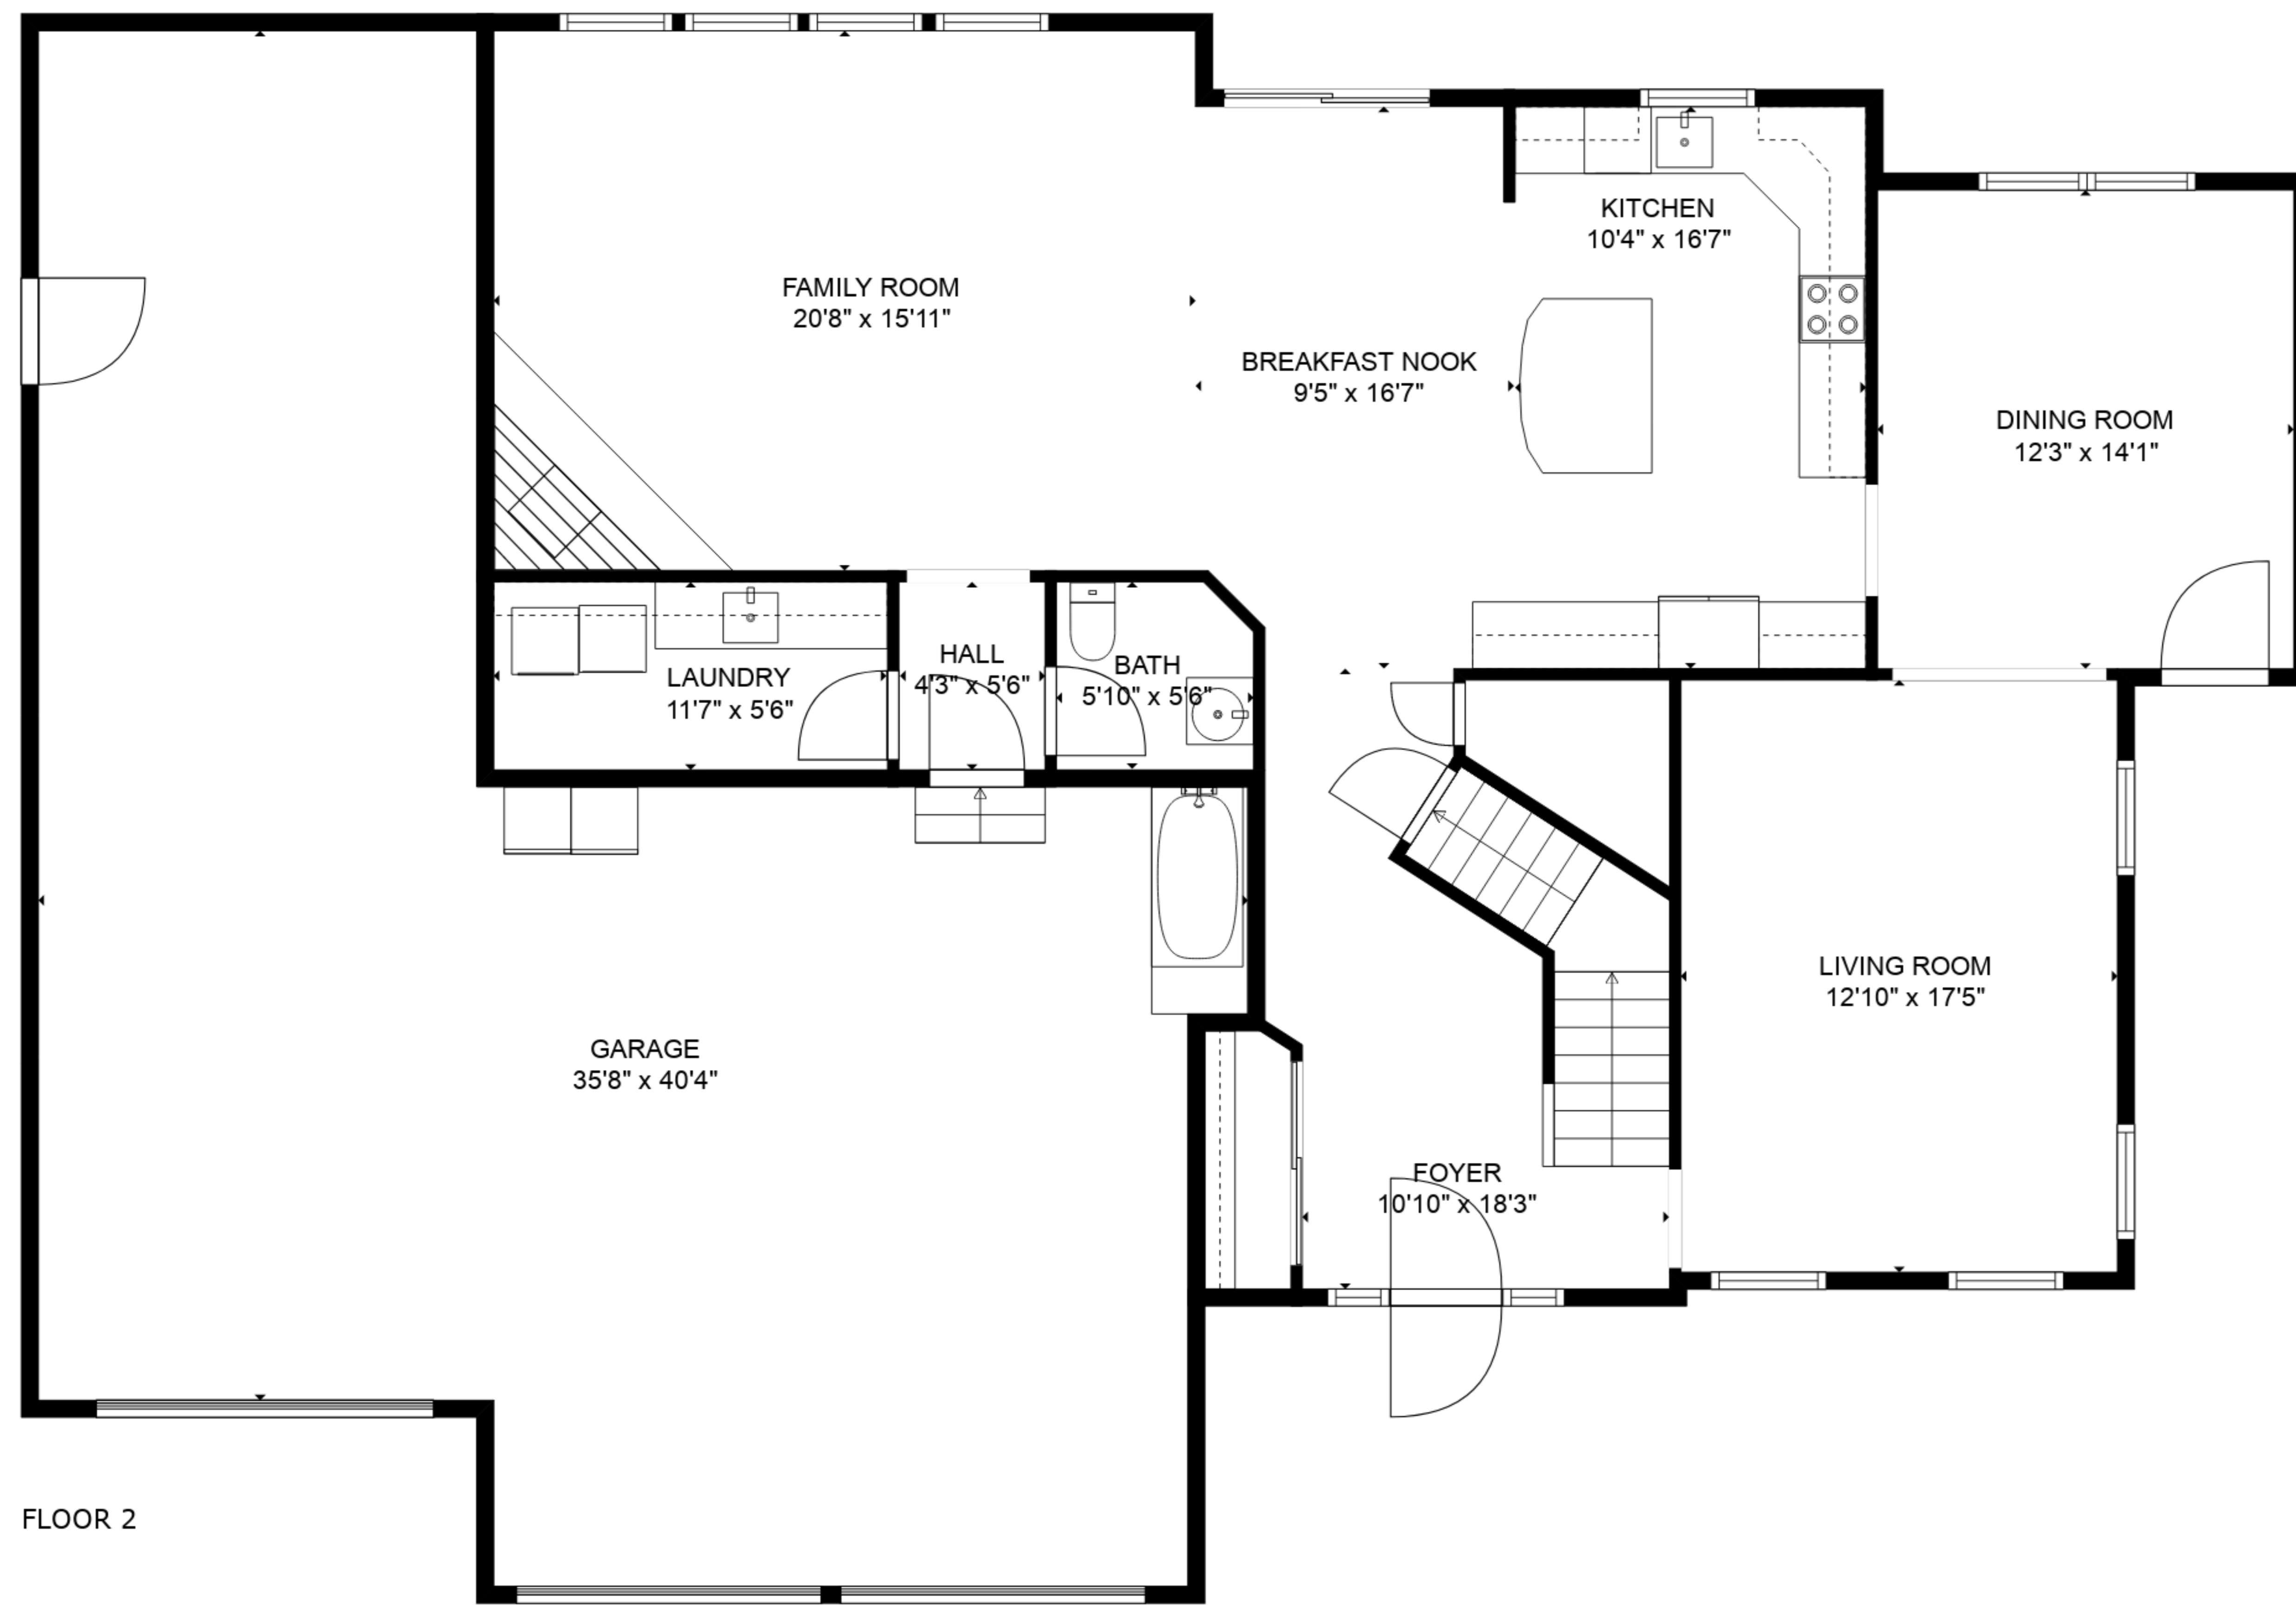 KITCHEN
10'4" x 16'7"
FAMILY ROOM
20'8" x 15'11"
BREAKFAST NOOK
9'5" x 16'7"
DINING ROOM
12'3" x 14'1"
HALL
4'3" x 5'6"
BATH
5'10" x 5'6"
LAUNDRY
11'7" x 5'6"
LIVING ROOM
12'10" x 17'5"
GARAGE
35'8" x 40'4"
FOYER
10'10" x 18'3"
FLOOR 2